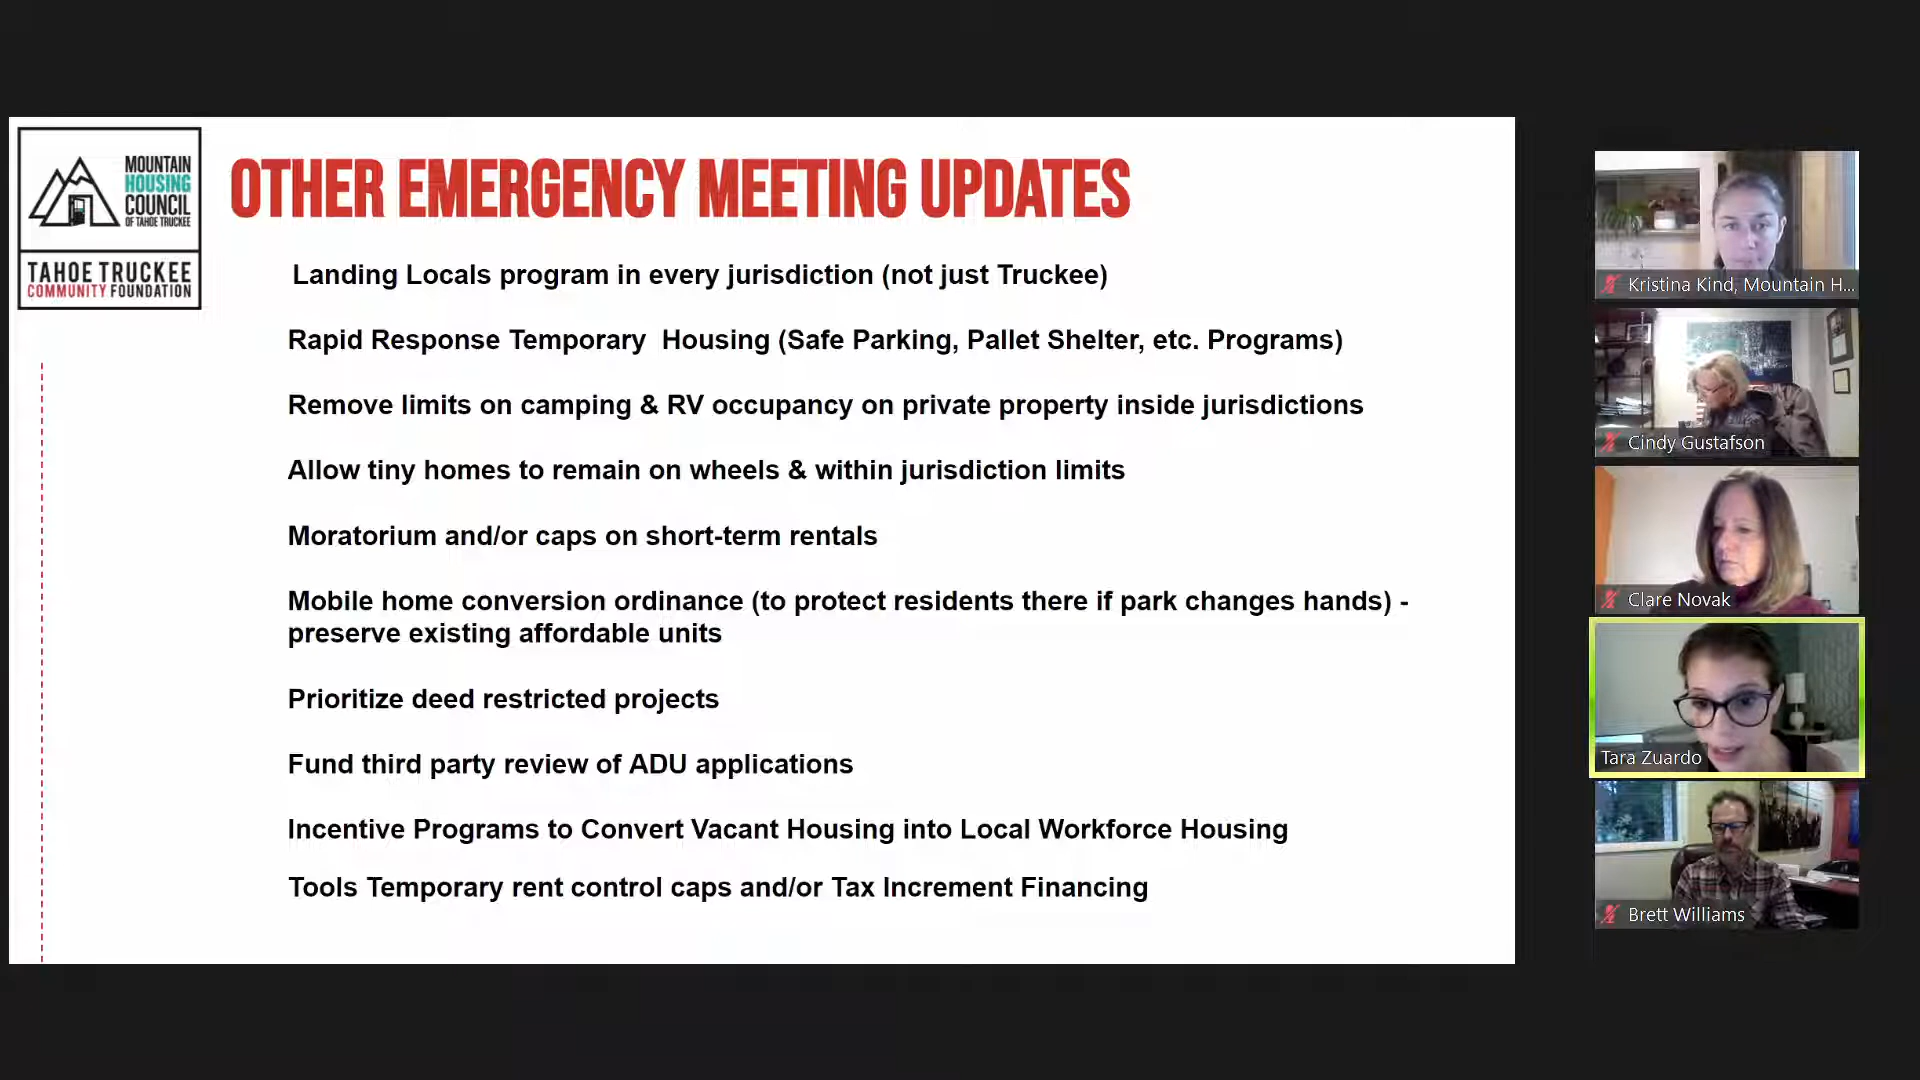 MOUNTAIN
HOUSING
COUNCIL
OF TAHOE TRUCKEE
TAHOE TRUCKEE
COMMUNITY FOUNDATION
OTHER EMERGENCY MEETING UPDATES
Landing Locals program in every jurisdiction (not just Truckee)
Rapid Response Temporary  Housing (Safe Parking, Pallet Shelter, etc. Programs)
Remove limits on camping & RV occupancy on private property inside jurisdictions
Allow tiny homes to remain on wheels & within jurisdiction limits
Moratorium and/or caps on short-term rentals
Mobile home conversion ordinance (to protect residents there if park changes hands) -
preserve existing affordable units
Prioritize deed restricted projects
Fund third party review of ADU applications
Incentive Programs to Convert Vacant Housing into Local Workforce Housing
Tools Temporary rent control caps and/or Tax Increment Financing
Kristina Kind, Mountain H...
Cindy Gustafson
Clare Novak
Tara Zuardo
Brett Williams